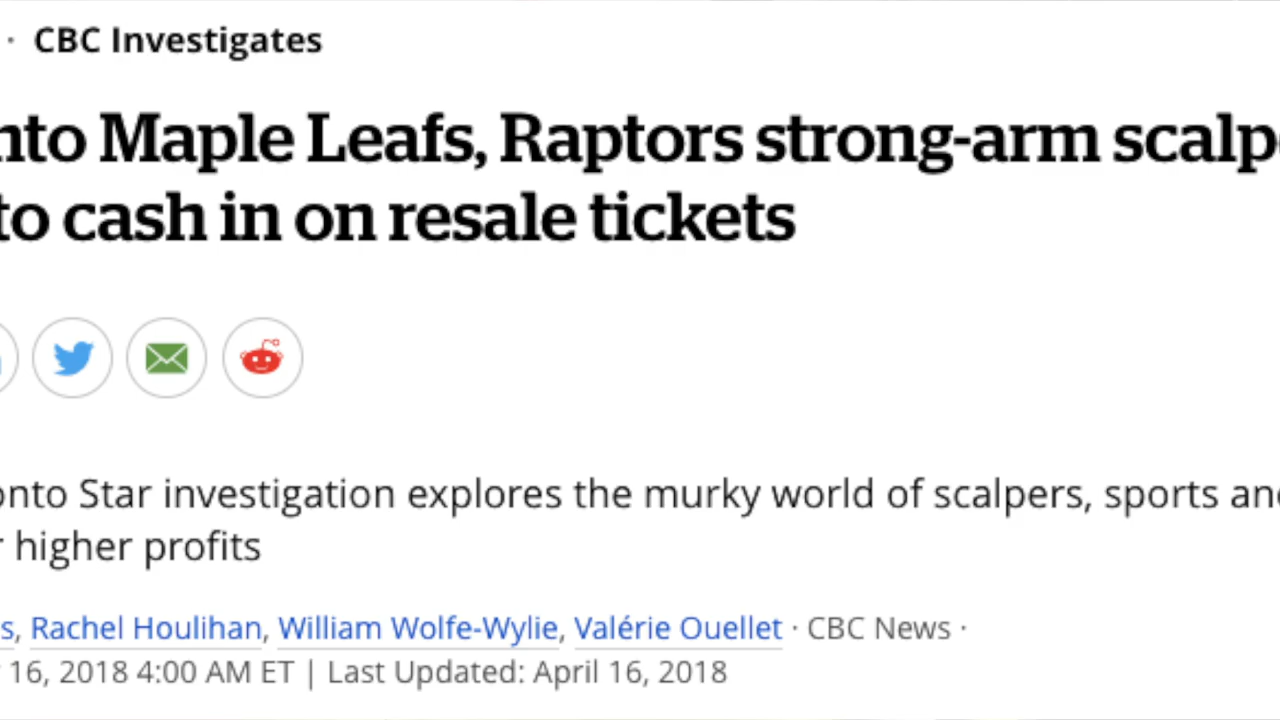 · CBC Investigates
nto Maple Leafs, Raptors strong-arm scalp
to cash in on resale tickets
onto Star investigation explores the murky world of scalpers, sports an
r higher profits
s, Rachel Houlihan, William Wolfe-Wylie, Valérie Ouellet · CBC News ·
16, 2018 4:00 AM ET | Last Updated: April 16, 2018